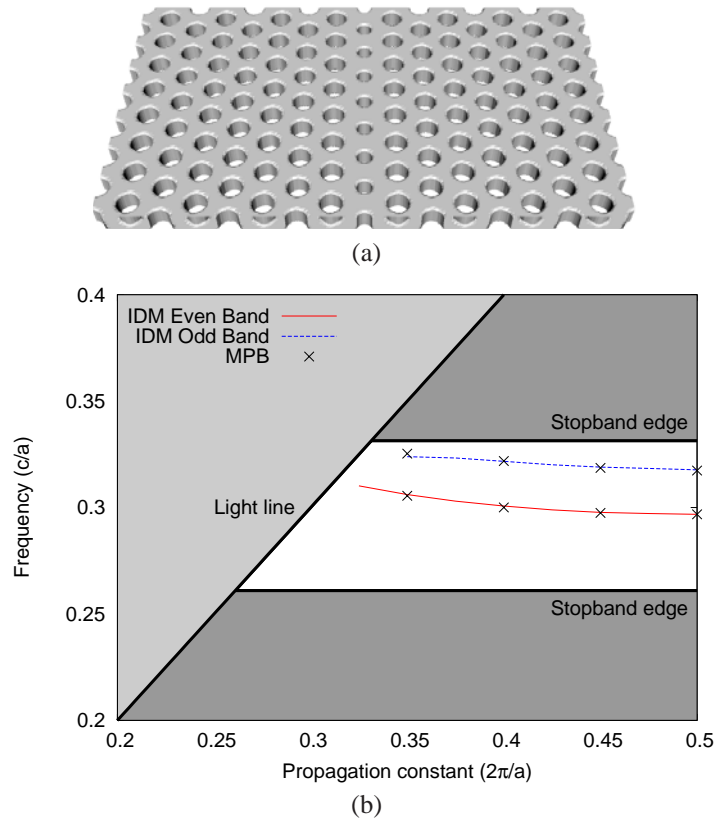 (a)
0.4
IDM Even Band
IDM Odd Band
MPB
0.35
Stopband edge
Frequency (c/a)
0.3
Light line
0.25
Stopband edge
0.2
0.2 0.25 0.3 0.35 0.4 0.45 0.5
Propagation constant (2π/a)
(b)